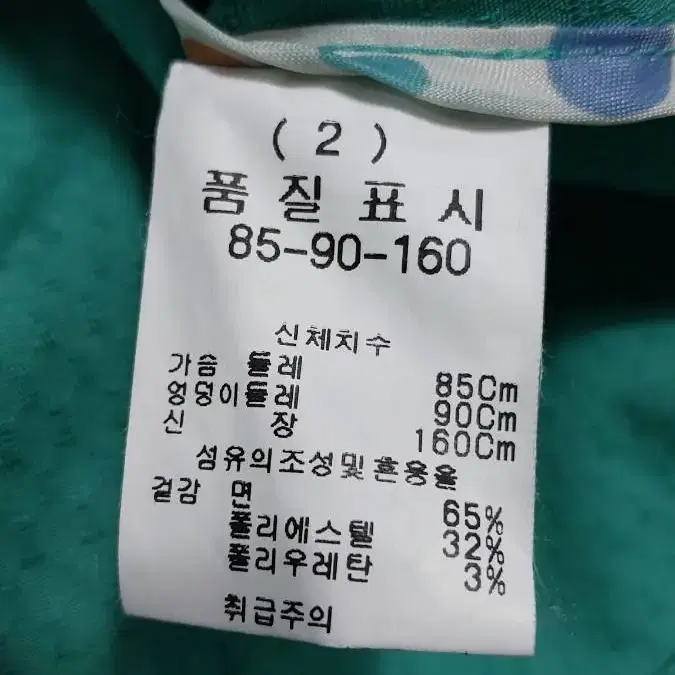 ( 2 )
품 질 표 시
85-90-160
신체치수
가슴 둘레 85Cm
엉덩이둘레 90Cm
신 장 160Cm
섬유의조성및혼용율
겉감 면 65%
폴리에스텔 32%
폴리우레탄 3%
취급주의